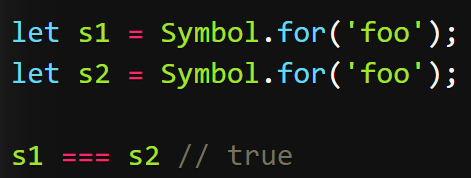 let s1 = Symbol.for('foo');
let s2 = Symbol.for('foo');
s1 === s2 // true